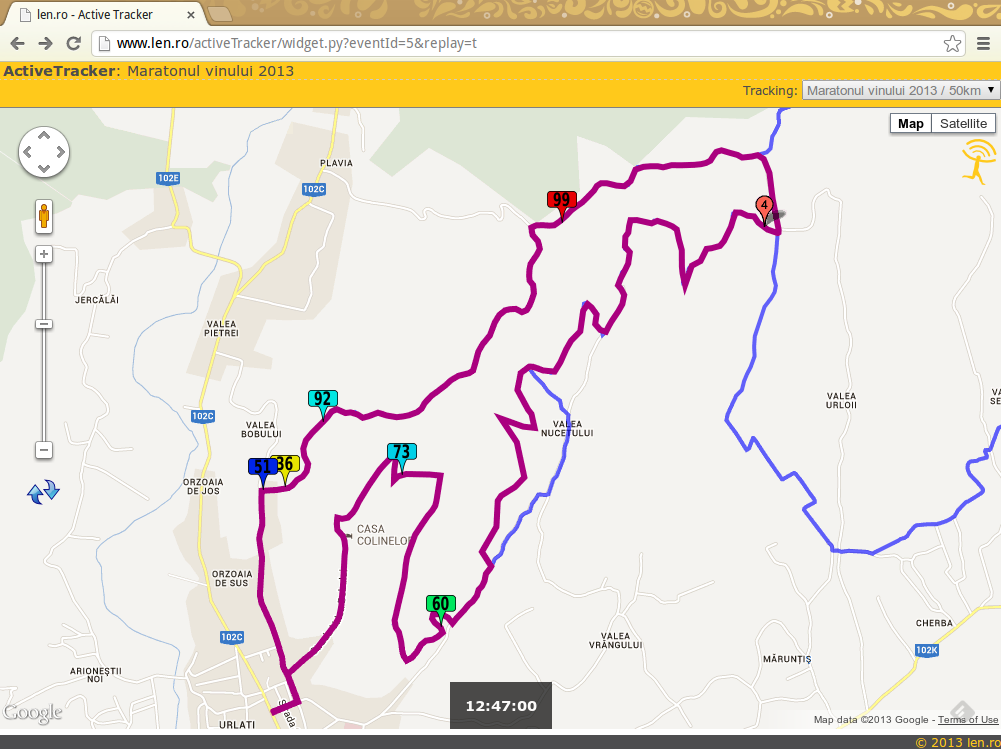 len.ro - Active Tracker
www.len.ro/activeTracker/widget.py?eventId=5&replay=t
ActiveTracker: Maratonul vinului 2013
Tracking: Maratonul vinului 2013 / 50km
Map Satellite
PLAVIA
102E
102C
99
4
JERCĂLĂI
VALEA
PIETREI
92
102C
VALEA
BOBULUI
VALEA
URLOII
VA
SE
VALEA
NUCETULUI
73
51
36
ORZOAIA
DE JOS
CASA
COLINELOR
ORZOAIA
DE SUS
60
102C
CHERBA
VALEA
VRÂNGULUI
102K
MĂRUNȚIȘ
ARIONEȘTII
NOI
Strada
12:47:00
Google
URLATI
Map data ©2013 Google - Terms of Use
© 2013 len.ro